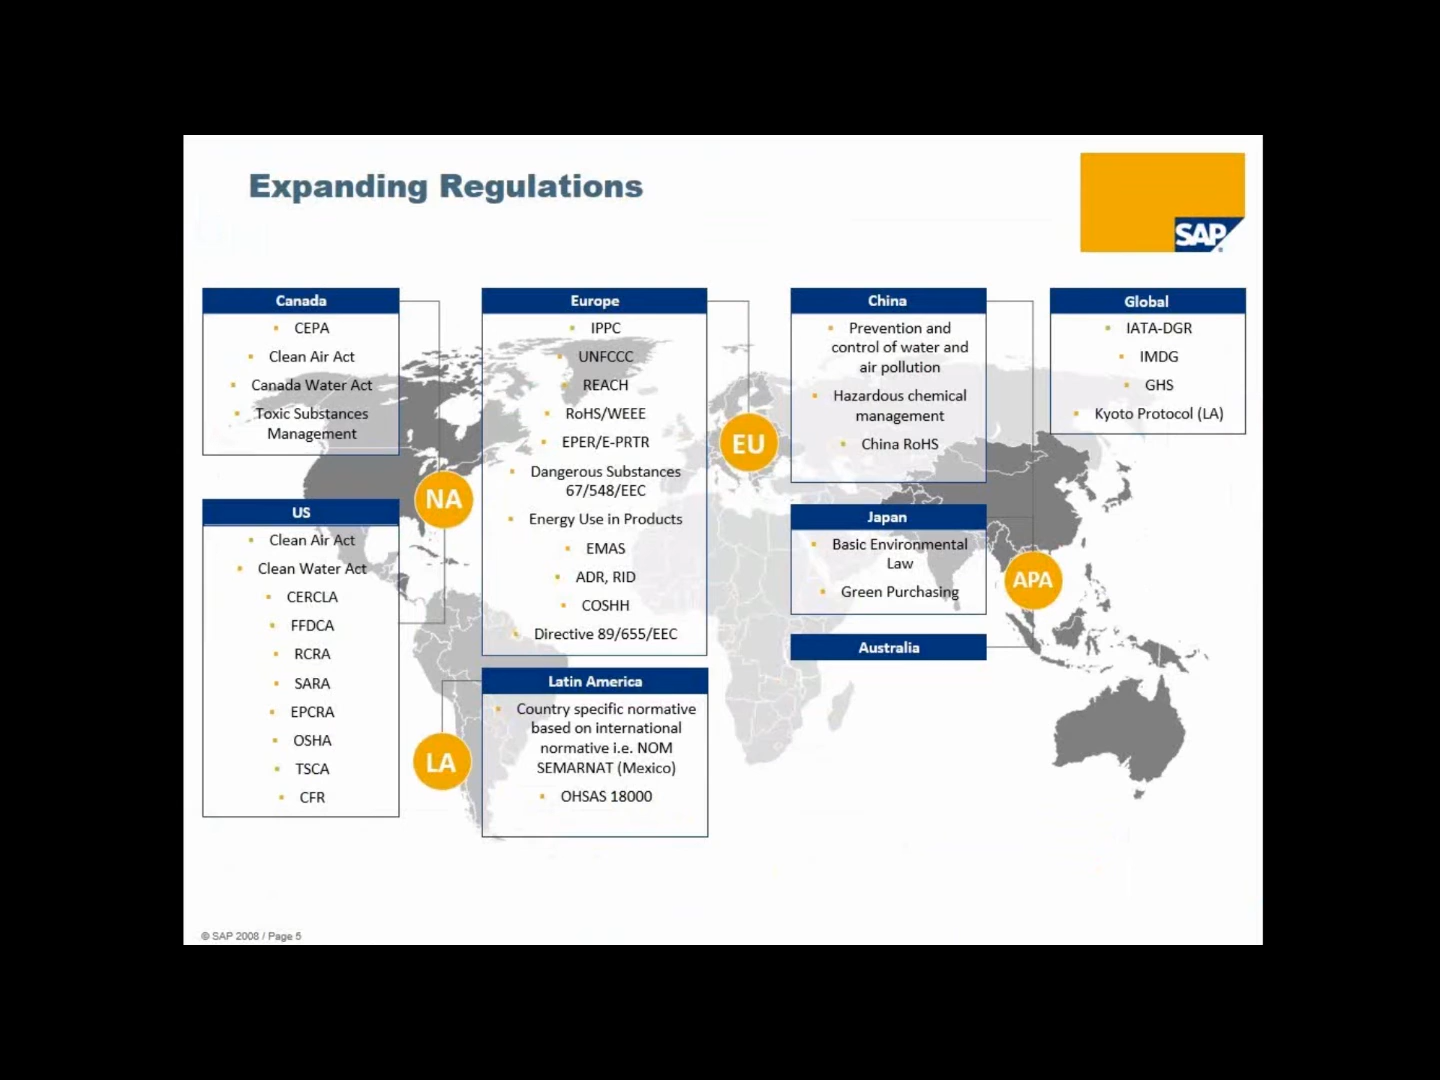 Expanding Regulations
SAP
Canada
CEPA
Clean Air Act
Canada Water Act
Toxic Substances
Management
US
Clean Air Act
Clean Water Act
CERCLA
FFDCA
RCRA
SARA
EPCRA
OSHA
TSCA
CFR
NA
Europe
IPPC
UNFCCC
REACH
RoHS/WEEE
EPER/E-PRTR
Dangerous Substances
67/548/EEC
Energy Use in Products
EMAS
ADR, RID
COSHH
Directive 89/655/EEC
EU
Latin America
Country specific normative
based on international
normative i.e. NOM
SEMARNAT (Mexico)
OHSAS 18000
LA
China
Prevention and
control of water and
air pollution
Hazardous chemical
management
China RoHS
Japan
Basic Environmental
Law
Green Purchasing
Australia
APA
Global
IATA-DGR
IMDG
GHS
Kyoto Protocol (LA)
© SAP 2008 / Page 5